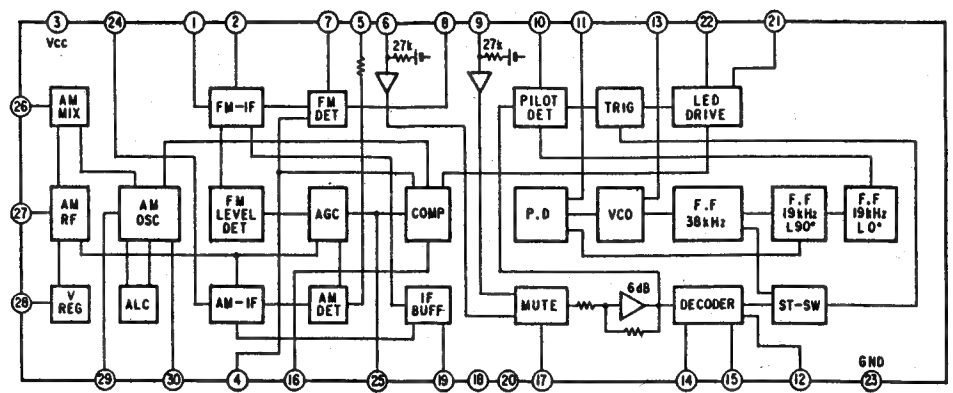 3 24 1 2 7 5 6 8 9 10 11 13 22 21
Vcc
27k
27k
26
AM
MIX
FM-IF
FM
DET
PILOT
DET
TRIG
LED
DRIVE
27
AM
RF
AM
OSC
FM
LEVEL
DET
AGC
COMP
P.D
VCO
F.F
38kHz
F.F
19kHz
L90°
F.F
19kHz
L0°
28
V
REG
ALC
AM-IF
AM
DET
IF
BUFF
MUTE
6dB
DECODER
ST-SW
GND
29 30 4 16 25 19 18 20 17 14 15 12 23